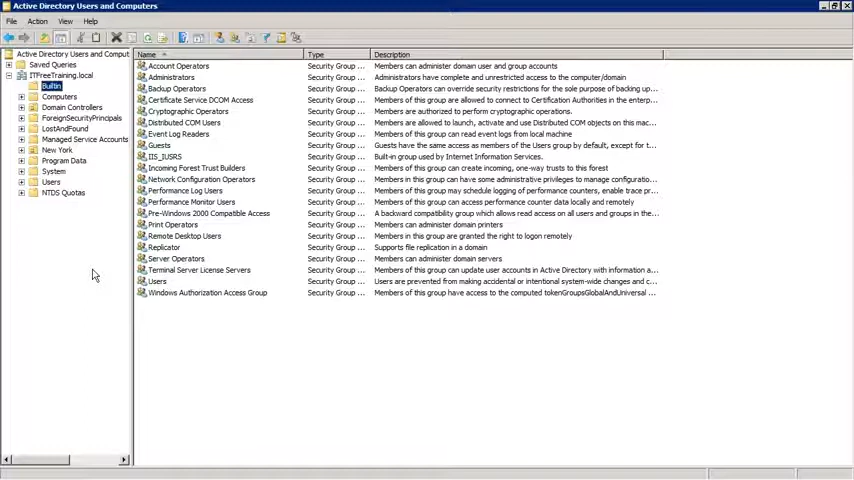 Active Directory Users and Computers
File Action View Help
Active Directory Users and Comput
Saved Queries
ITFreeTraining.local
Builtin
Computers
Domain Controllers
ForeignSecurityPrincipals
LostAndFound
Managed Service Accounts
New York
Program Data
System
Users
NTDS Quotas
Name Type Description
Account Operators Security Group ... Members can administer domain user and group accounts
Administrators Security Group ... Administrators have complete and unrestricted access to the computer/domain
Backup Operators Security Group ... Backup Operators can override security restrictions for the sole purpose of backing up...
Certificate Service DCOM Access Security Group ... Members of this group are allowed to connect to Certification Authorities in the enterp...
Cryptographic Operators Security Group ... Members are authorized to perform cryptographic operations.
Distributed COM Users Security Group ... Members are allowed to launch, activate and use Distributed COM objects on this mac...
Event Log Readers Security Group ... Members of this group can read event logs from local machine
Guests Security Group ... Guests have the same access as members of the Users group by default, except for t...
IIS_IUSRS Security Group ... Built-in group used by Internet Information Services.
Incoming Forest Trust Builders Security Group ... Members of this group can create incoming, one-way trusts to this forest
Network Configuration Operators Security Group ... Members in this group can have some administrative privileges to manage configuratio...
Performance Log Users Security Group ... Members of this group may schedule logging of performance counters, enable trace pr...
Performance Monitor Users Security Group ... Members of this group can access performance counter data locally and remotely
Pre-Windows 2000 Compatible Access Security Group ... A backward compatibility group which allows read access on all users and groups in the...
Print Operators Security Group ... Members can administer domain printers
Remote Desktop Users Security Group ... Members in this group are granted the right to logon remotely
Replicator Security Group ... Supports file replication in a domain
Server Operators Security Group ... Members can administer domain servers
Terminal Server License Servers Security Group ... Members of this group can update user accounts in Active Directory with information a...
Users Security Group ... Users are prevented from making accidental or intentional system-wide changes and c...
Windows Authorization Access Group Security Group ... Members of this group have access to the computed tokenGroupsGlobalAndUniversal ...